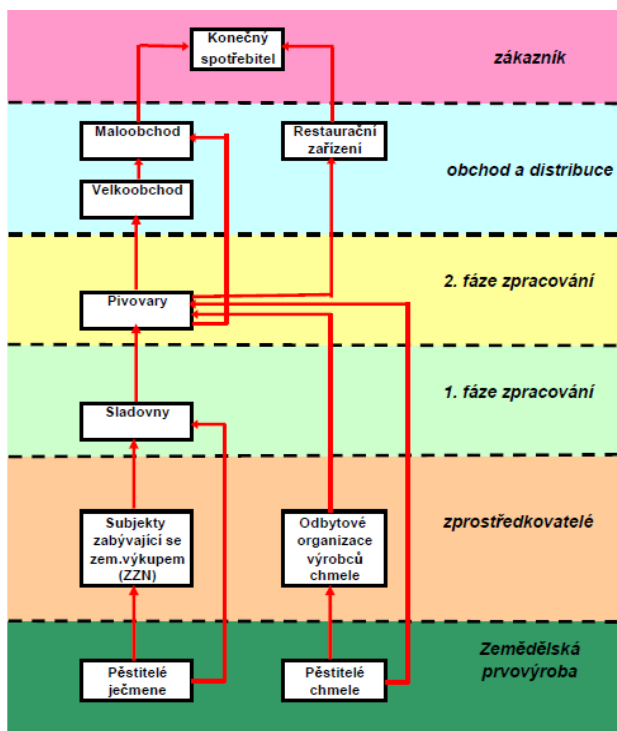 Konečný
spotřebitel
zákazník
Maloobchod
Restaurační
zařízení
obchod a distribuce
Velkoobchod
2. fáze zpracování
Pivovary
1. fáze zpracování
Sladovny
Subjekty
zabývající se
zem.výkupem
(ZZN)
Odbytové
organizace
výrobců
chmele
zprostředkovatelé
Zemědělská
prvovýroba
Pěstitelé
ječmene
Pěstitelé
chmele